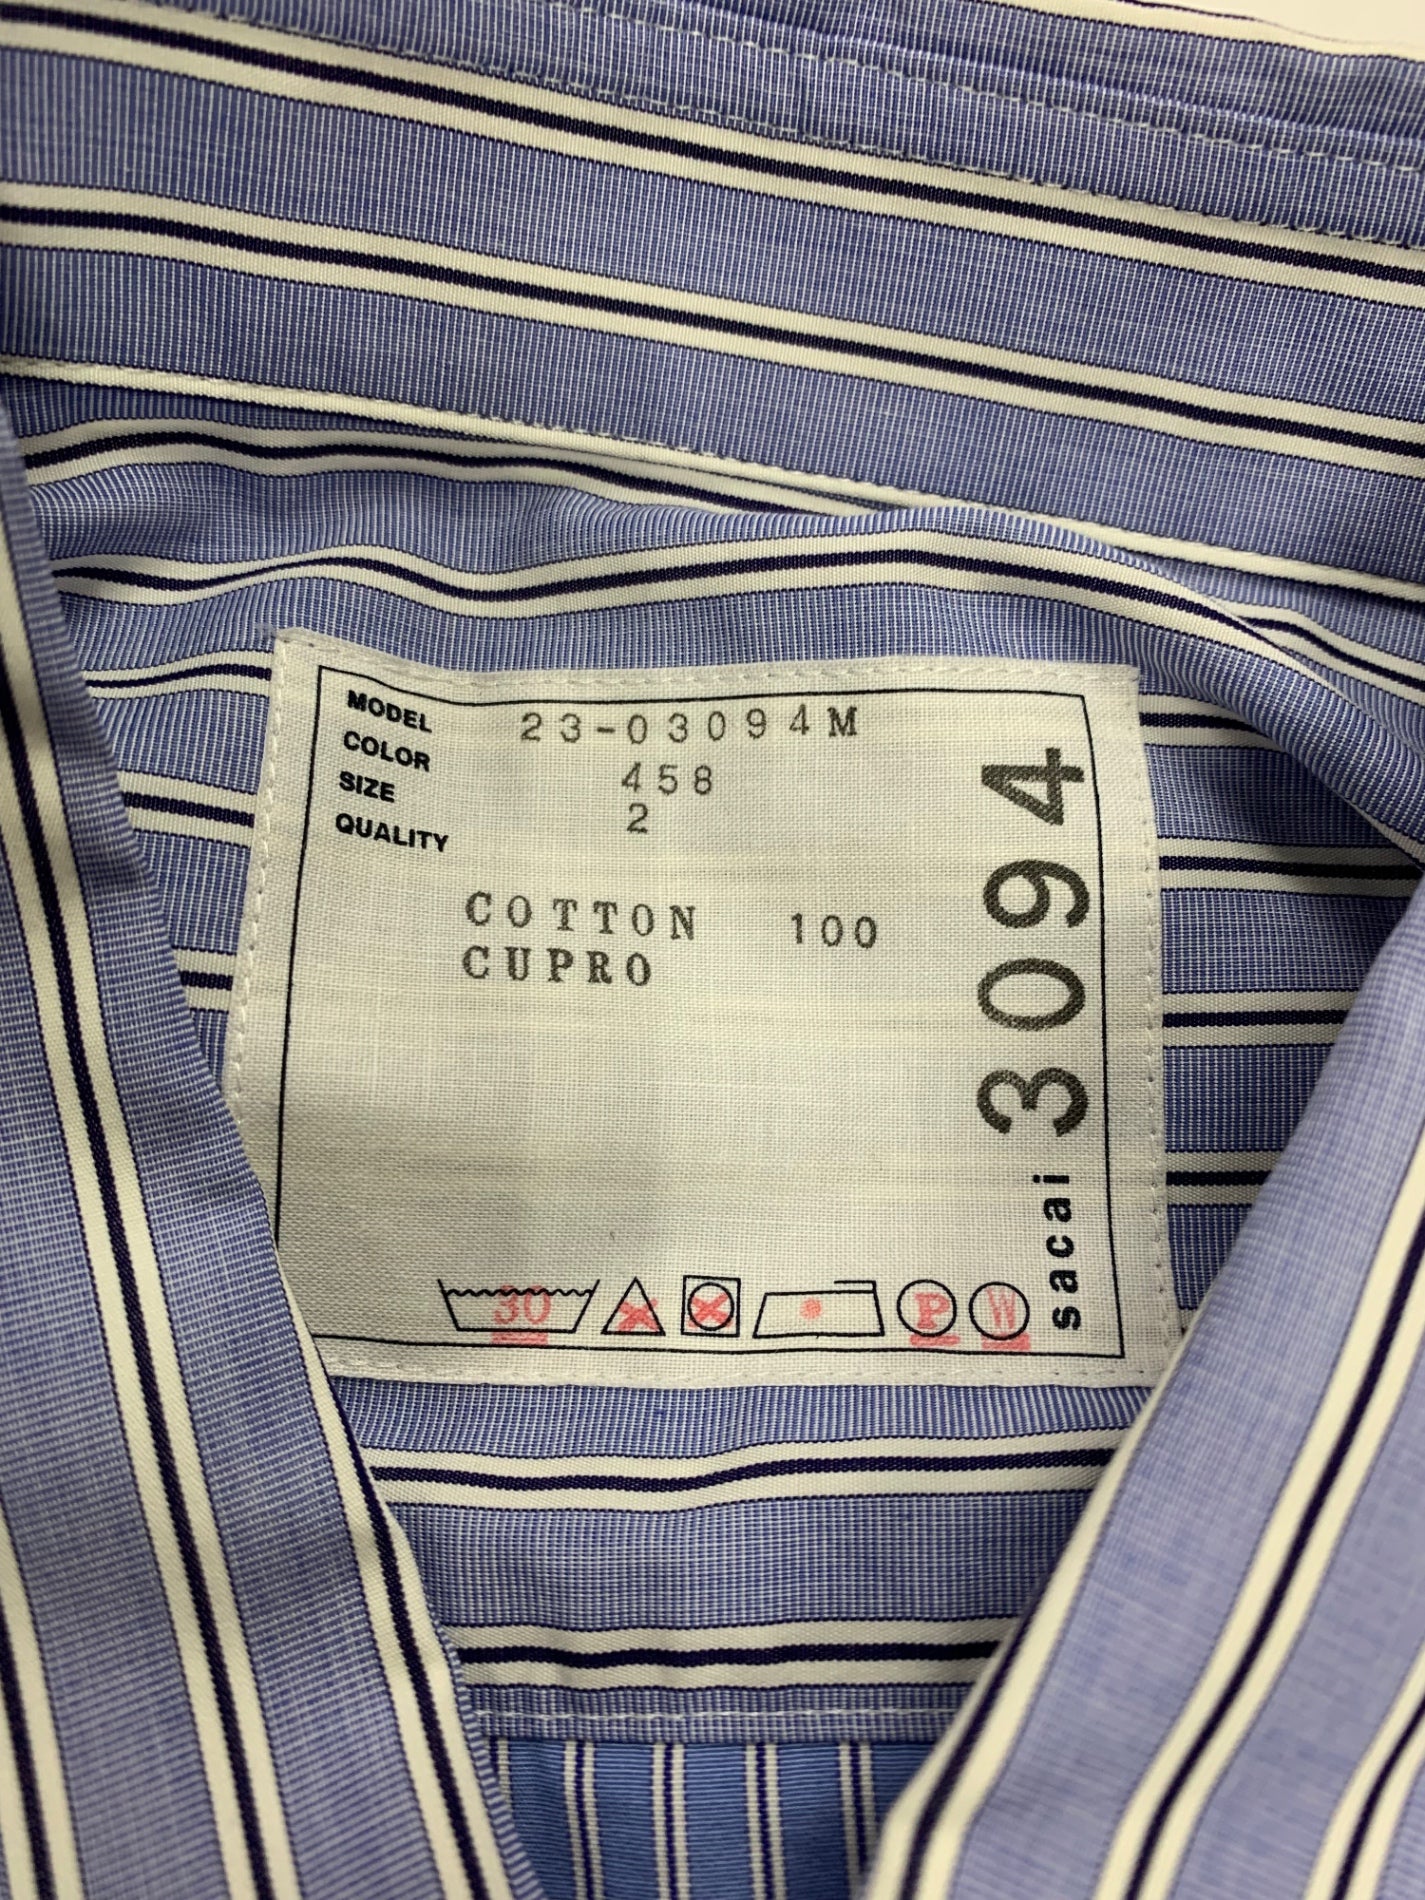 MODEL 23-03094M
COLOR 458
SIZE 2
QUALITY
COTTON 100
CUPRO
30 P W
sacai 3094